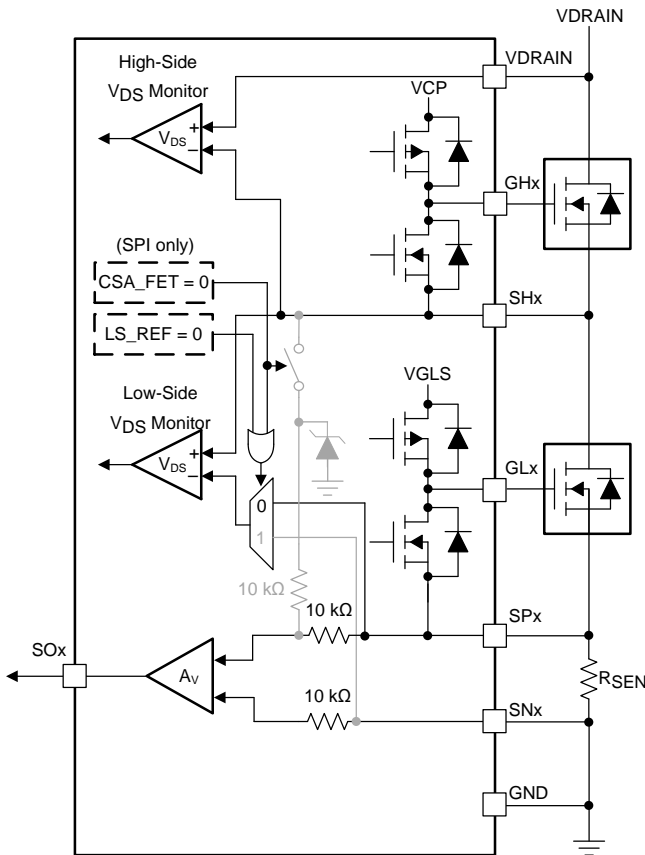 VDRAIN
VDRAIN
High-Side
VDS Monitor
VCP
+
VDS
−
GHx
(SPI only)
CSA_FET = 0
SHx
LS_REF = 0
VGLS
Low-Side
VDS Monitor
+
VDS
−
GLx
0
1
10 kΩ
10 kΩ
SPx
SOx
AV
RSEN
10 kΩ
SNx
GND